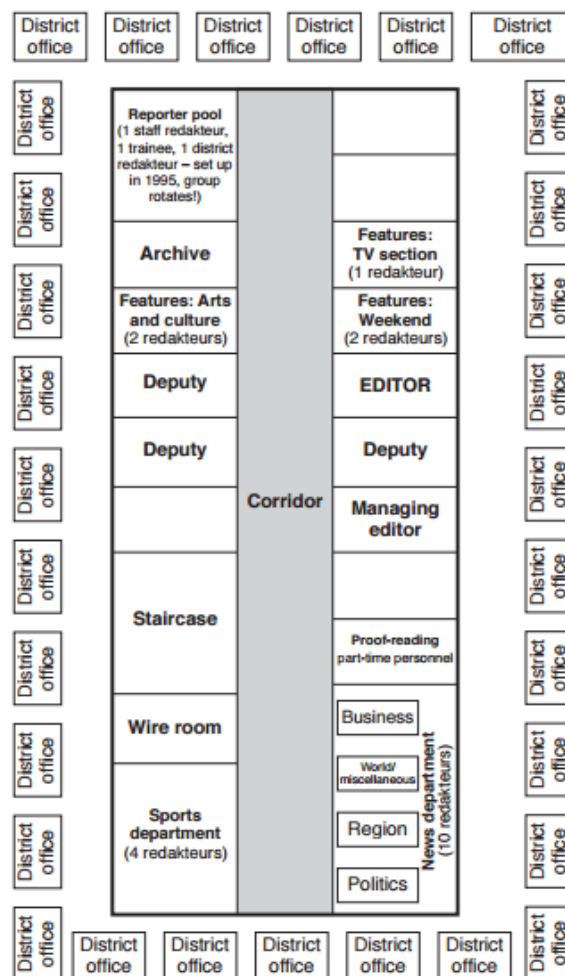 District
office
District
office
District
office
District
office
District
office
District
office
District
office
District
office
District
office
District
office
District
office
District
office
District
office
District
office
District
office
District
office
Reporter pool
(1 staff redakteur,
1 trainee, 1 district
redakteur – set up
in 1995, group
rotates!)
Archive
Features: Arts
and culture
(2 redakteurs)
Deputy
Deputy
Staircase
Wire room
Sports
department
(4 redakteurs)
Corridor
Features:
TV section
(1 redakteur)
Features:
Weekend
(2 redakteurs)
EDITOR
Deputy
Managing
editor
Proof-reading
part-time personnel
Business
World/
miscellaneous
Region
Politics
News department
(10 redakteurs)
District
office
District
office
District
office
District
office
District
office
District
office
District
office
District
office
District
office
District
office
District
office
District
office
District
office
District
office
District
office